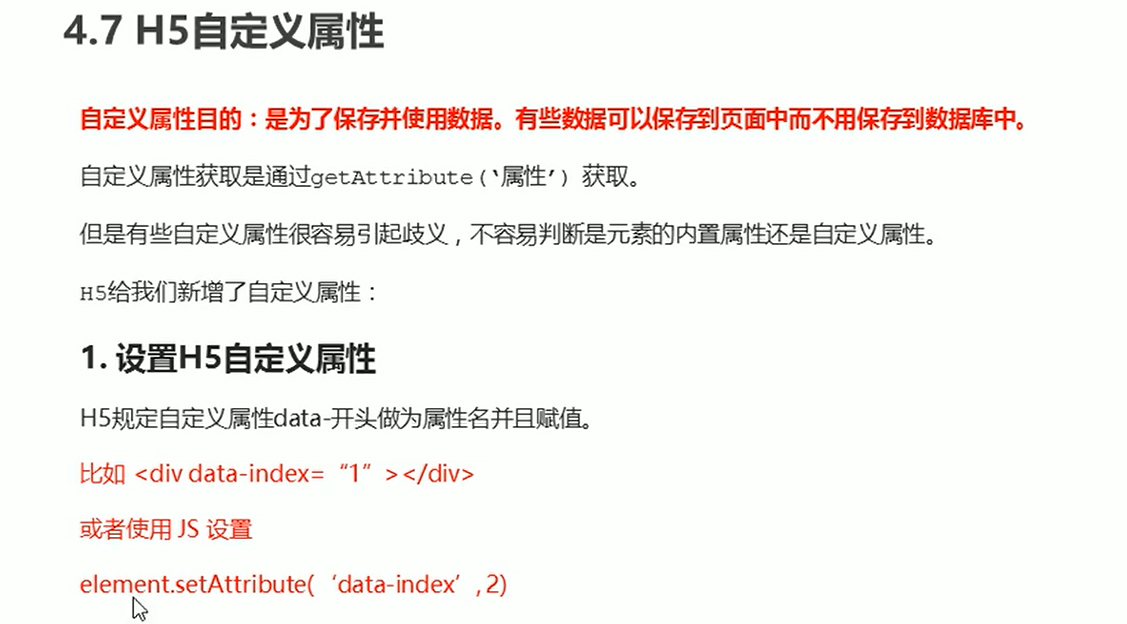 4.7 H5自定义属性
自定义属性目的：是为了保存并使用数据。有些数据可以保存到页面中而不用保存到数据库中。
自定义属性获取是通过getAttribute(‘属性’) 获取。
但是有些自定义属性很容易引起歧义，不容易判断是元素的内置属性还是自定义属性。
H5给我们新增了自定义属性：
1. 设置H5自定义属性
H5规定自定义属性data-开头做为属性名并且赋值。
比如 <div data-index=“1”></div>
或者使用 JS 设置
element.setAttribute(‘data-index’, 2)